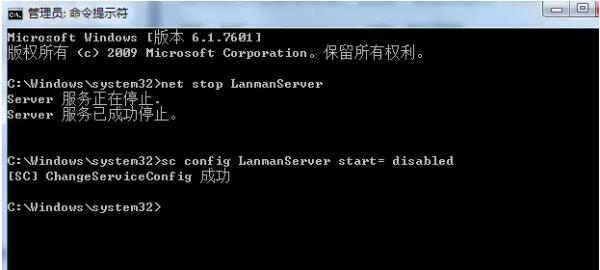 管理员: 命令提示符
Microsoft Windows [版本 6.1.7601]
版权所有 (c) 2009 Microsoft Corporation。保留所有权利。
C:\Windows\system32>net stop LanmanServer
Server 服务正在停止.
Server 服务已成功停止。
C:\Windows\system32>sc config LanmanServer start= disabled
[SC] ChangeServiceConfig 成功
C:\Windows\system32>